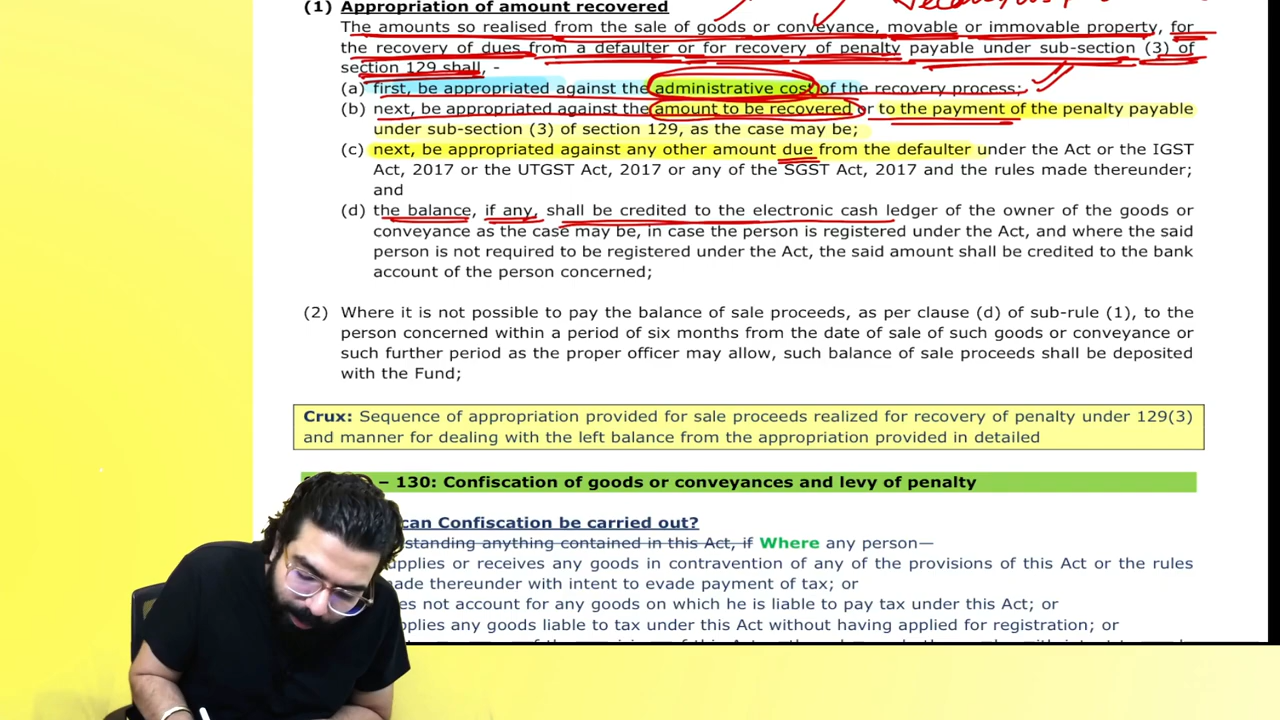 (1) Appropriation of amount recovered
The amounts so realised from the sale of goods or conveyance, movable or immovable property, for
the recovery of dues from a defaulter or for recovery of penalty payable under sub-section (3) of
section 129 shall, -
(a) first, be appropriated against the administrative cost of the recovery process;
(b) next, be appropriated against the amount to be recovered or to the payment of the penalty payable
under sub-section (3) of section 129, as the case may be;
(c) next, be appropriated against any other amount due from the defaulter under the Act or the IGST
Act, 2017 or the UTGST Act, 2017 or any of the SGST Act, 2017 and the rules made thereunder;
and
(d) the balance, if any, shall be credited to the electronic cash ledger of the owner of the goods or
conveyance as the case may be, in case the person is registered under the Act, and where the said
person is not required to be registered under the Act, the said amount shall be credited to the bank
account of the person concerned;
(2) Where it is not possible to pay the balance of sale proceeds, as per clause (d) of sub-rule (1), to the
person concerned within a period of six months from the date of sale of such goods or conveyance or
such further period as the proper officer may allow, such balance of sale proceeds shall be deposited
with the Fund;
Crux: Sequence of appropriation provided for sale proceeds realized for recovery of penalty under 129(3)
and manner for dealing with the left balance from the appropriation provided in detailed
– 130: Confiscation of goods or conveyances and levy of penalty
can Confiscation be carried out?
standing anything contained in this Act, if Where any person—
pplies or receives any goods in contravention of any of the provisions of this Act or the rules
ade thereunder with intent to evade payment of tax; or
es not account for any goods on which he is liable to pay tax under this Act; or
pplies any goods liable to tax under this Act without having applied for registration; or